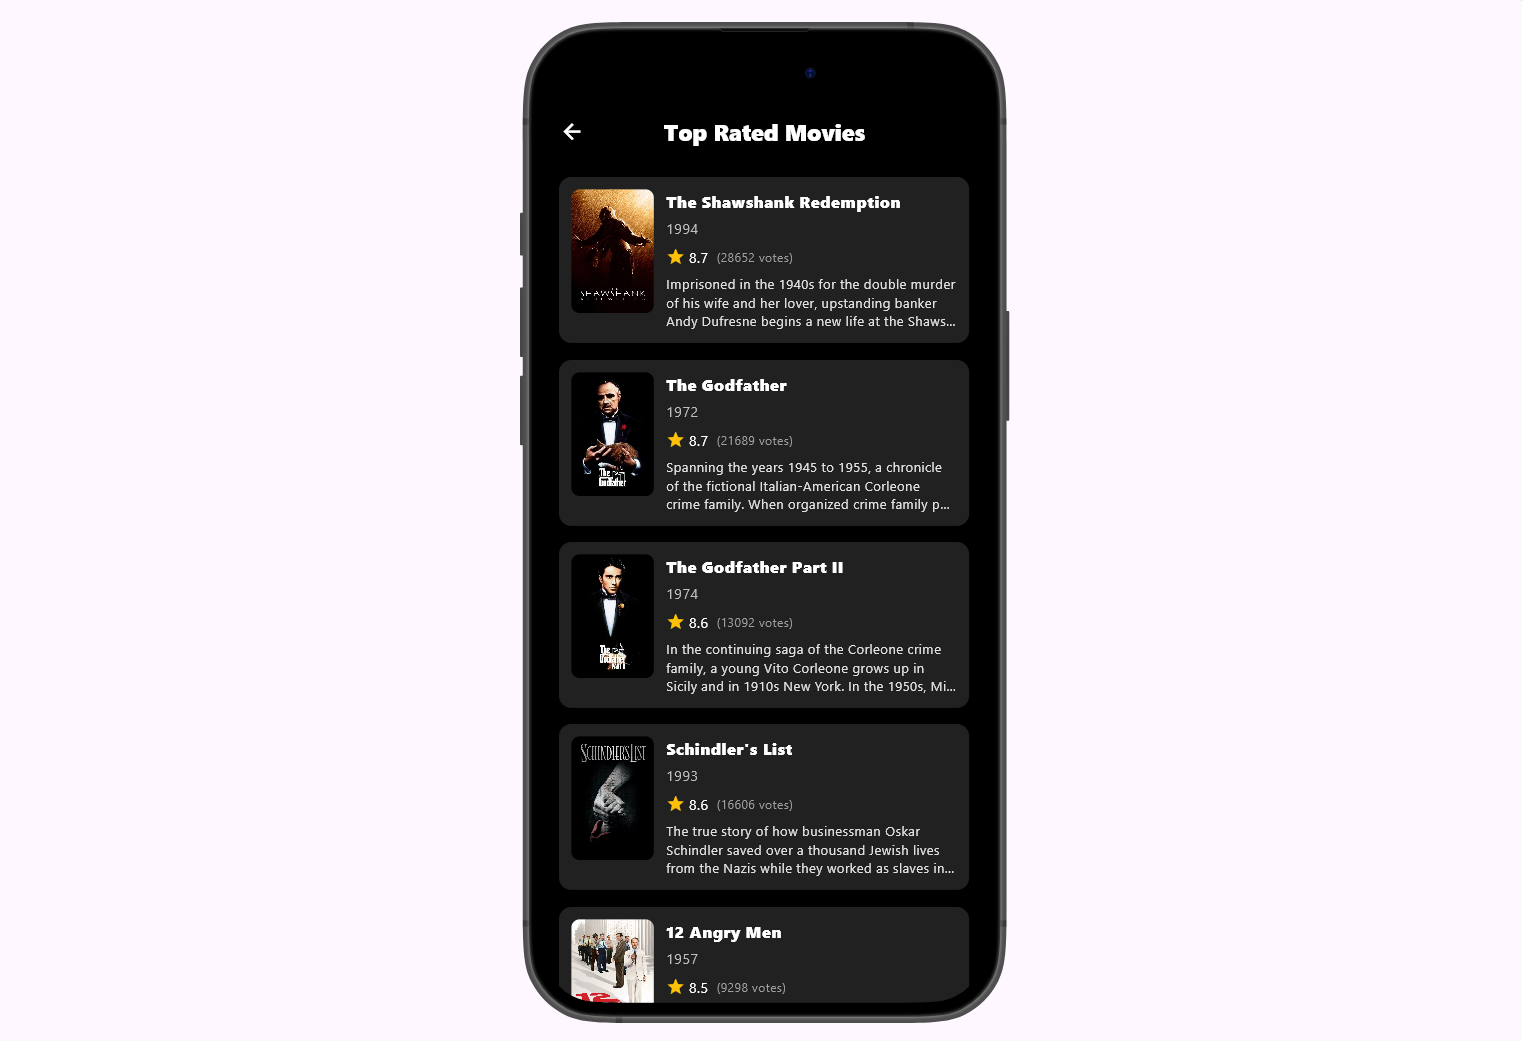 Top Rated Movies
SHAWSHANK
The Shawshank Redemption
1994
8.7 (28652 votes)
Imprisoned in the 1940s for the double murder
of his wife and her lover, upstanding banker
Andy Dufresne begins a new life at the Shaws...
The
Godfather
The Godfather
1972
8.7 (21689 votes)
Spanning the years 1945 to 1955, a chronicle
of the fictional Italian-American Corleone
crime family. When organized crime family p...
The
Godfather
Part II
The Godfather Part II
1974
8.6 (13092 votes)
In the continuing saga of the Corleone crime
family, a young Vito Corleone grows up in
Sicily and in 1910s New York. In the 1950s, Mi...
SCHINDLER'S LIST
Schindler's List
1993
8.6 (16606 votes)
The true story of how businessman Oskar
Schindler saved over a thousand Jewish lives
from the Nazis while they worked as slaves in...
12
12 Angry Men
1957
8.5 (9298 votes)